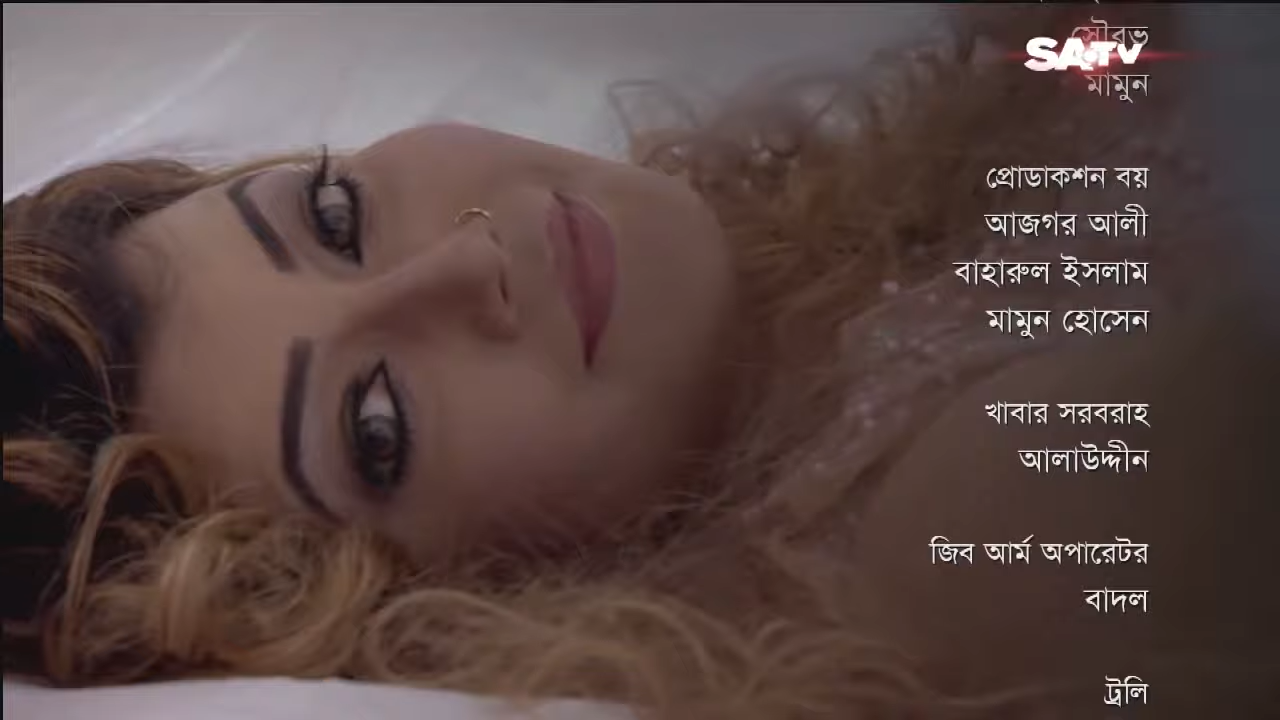 সৌরভ
SATV
মামুন
প্রোডাকশন বয়
আজগর আলী
বাহারুল ইসলাম
মামুন হোসেন
খাবার সরবরাহ
আলাউদ্দীন
জিব আর্ম অপারেটর
বাদল
ট্রলি